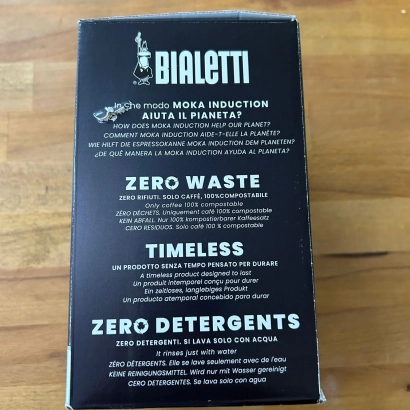 BIALETTI
In che modo MOKA INDUCTION
AIUTA IL PIANETA?
HOW DOES MOKA INDUCTION HELP OUR PLANET?
COMMENT MOKA INDUCTION AIDE-T-ELLE LA PLANÈTE?
WIE HILFT DIE ESPRESSOKANNE MOKA INDUCTION DEM PLANETEN?
¿DE QUÉ MANERA LA MOKA INDUCTION AYUDA AL PLANETA?
ZERO WASTE
ZERO RIFIUTI. SOLO CAFFÈ, 100%COMPOSTABILE
Only coffee 100% compostable
ZÉRO DÉCHETS. Uniquement café 100% compostable
KEIN ABFALL. Nur 100% kompostierbarer Kaffeesatz
CERO RESIDUOS. Solo café 100 % compostable
TIMELESS
UN PRODOTTO SENZA TEMPO PENSATO PER DURARE
A timeless product designed to last
Un produit intemporel conçu pour durer
Ein zeitloses, langlebiges Produkt
Un producto atemporal concebido para durar
ZERO DETERGENTS
ZERO DETERGENTI. SI LAVA SOLO CON ACQUA
It rinses just with water
ZÉRO DÉTERGENTS. Elle se lave seulement avec de l'eau
KEINE REINIGUNGSMITTEL. Wird nur mit Wasser gereinigt
CERO DETERGENTES. Se lava solo con agua